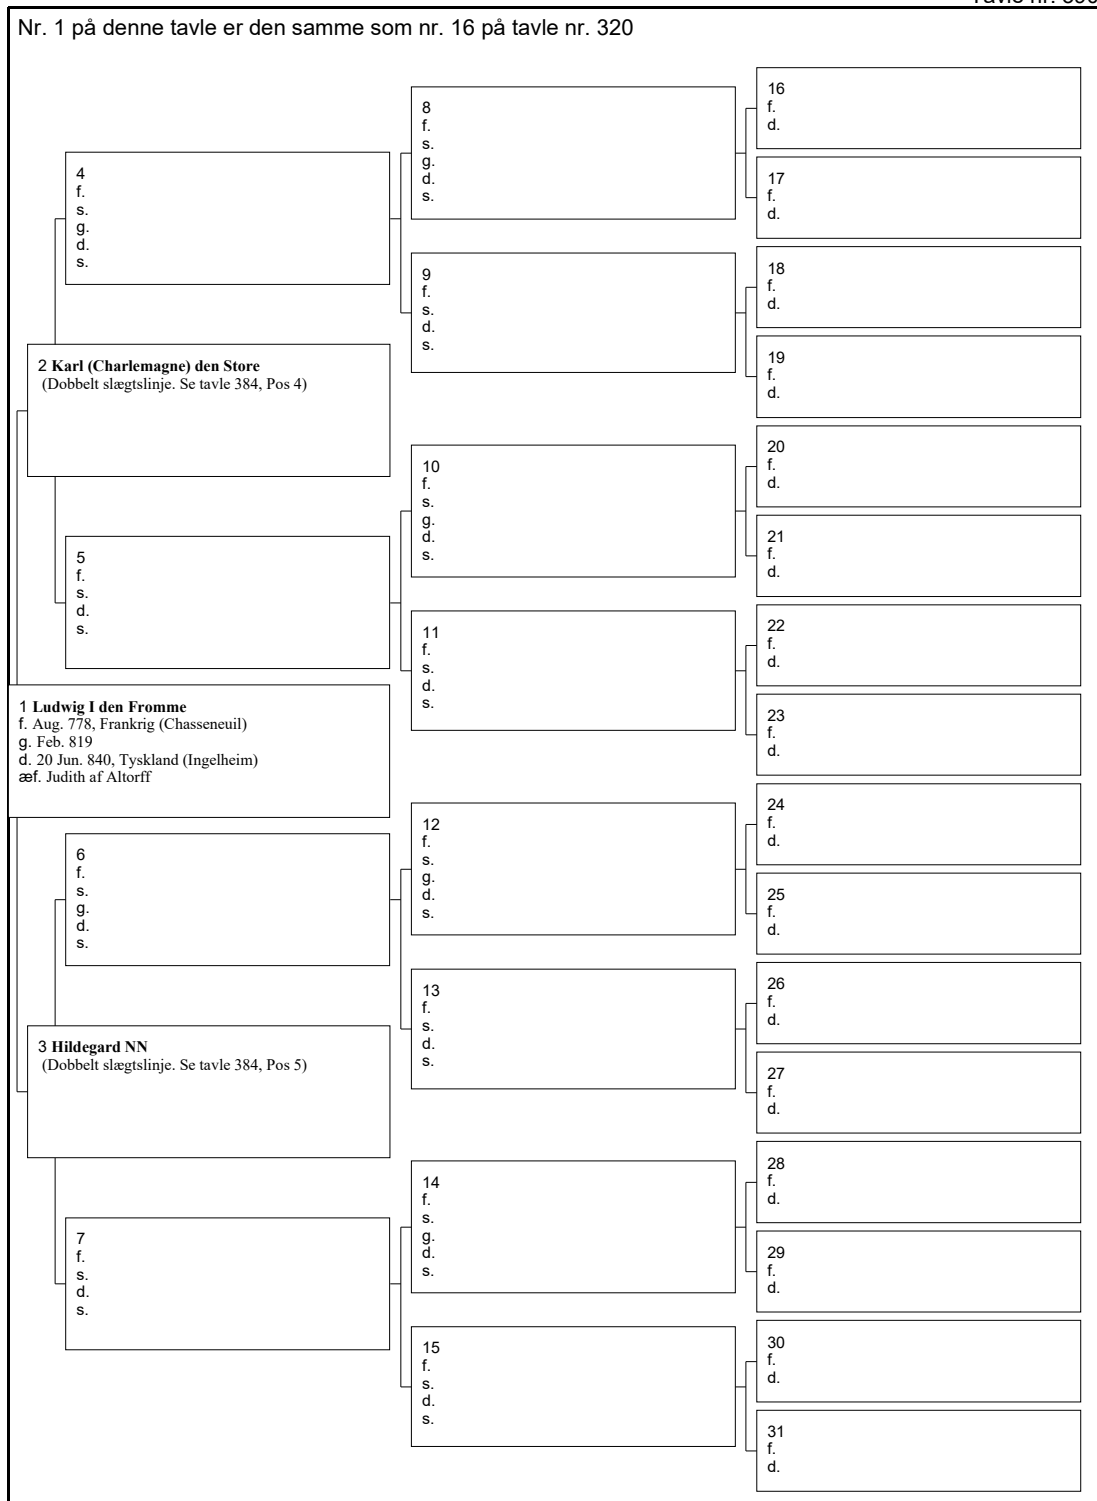 Nr. 1 på denne tavle er den samme som nr. 16 på tavle nr. 320
16
f.
d.
8
f.
s.
g.
d.
s.
17
f.
d.
4
f.
s.
g.
d.
s.
18
f.
d.
9
f.
s.
d.
s.
19
f.
d.
2 Karl (Charlemagne) den Store
(Dobbelt slægtslinje. Se tavle 384, Pos 4)
20
f.
d.
10
f.
s.
g.
d.
s.
21
f.
d.
5
f.
s.
d.
s.
22
f.
d.
11
f.
s.
d.
s.
23
f.
d.
1 Ludwig I den Fromme
f. Aug. 778, Frankrig (Chasseneuil)
g. Feb. 819
d. 20 Jun. 840, Tyskland (Ingelheim)
æf. Judith af Altorff
24
f.
d.
12
f.
s.
g.
d.
s.
25
f.
d.
6
f.
s.
g.
d.
s.
26
f.
d.
13
f.
s.
d.
s.
27
f.
d.
3 Hildegard NN
(Dobbelt slægtslinje. Se tavle 384, Pos 5)
28
f.
d.
14
f.
s.
g.
d.
s.
29
f.
d.
7
f.
s.
d.
s.
30
f.
d.
15
f.
s.
d.
s.
31
f.
d.